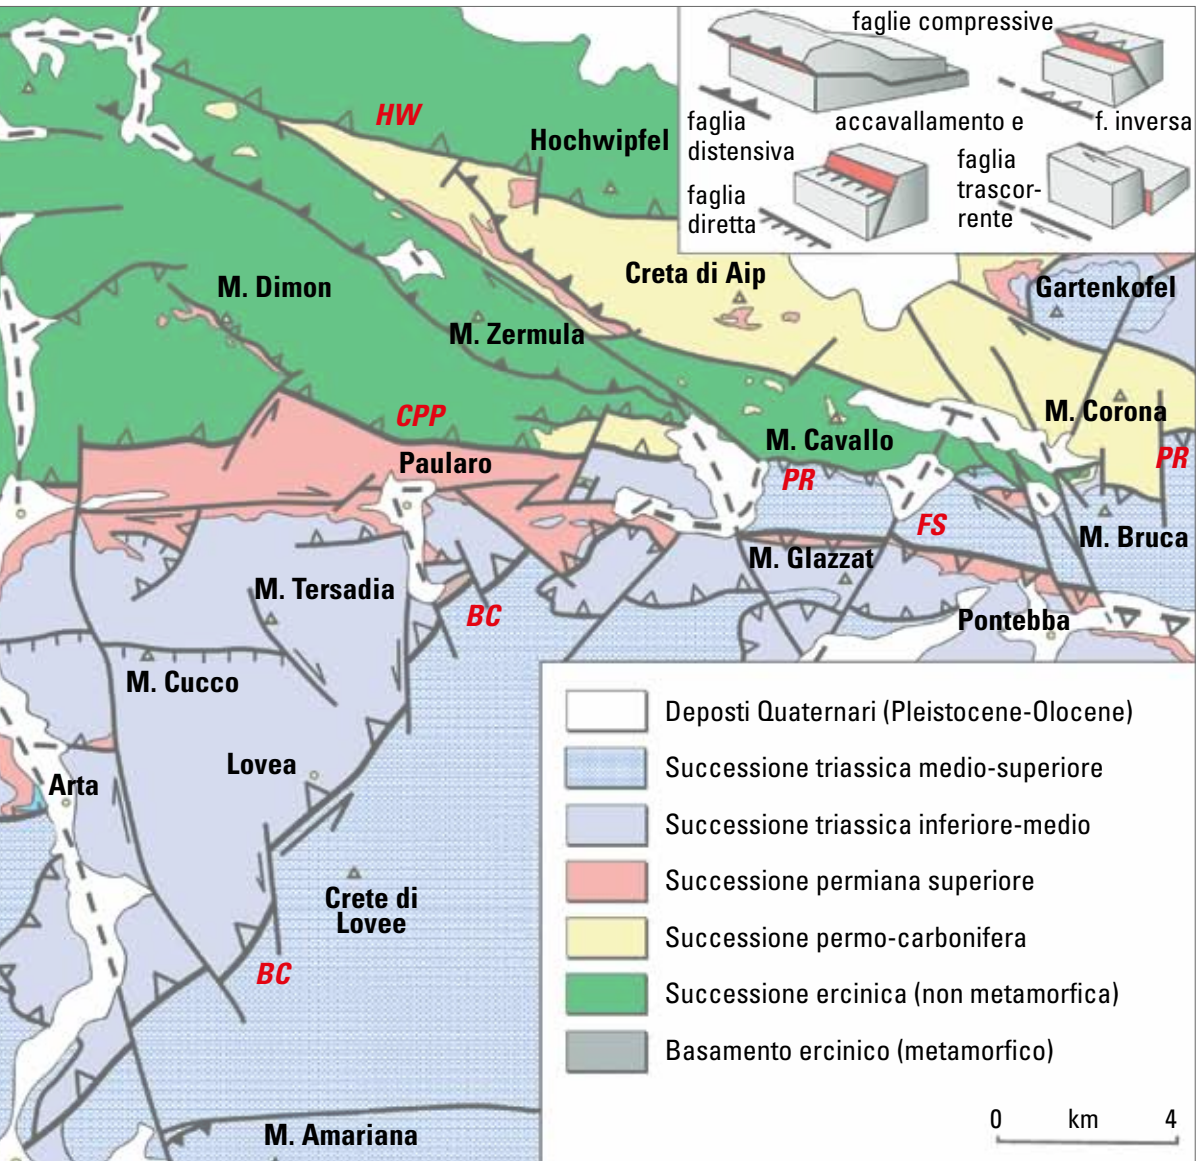 faglie compressive
faglia
distensiva
accavallamento e
f. inversa
faglia
diretta
faglia
trascor-
rente
HW
Hochwipfel
Creta di Aip
Gartenkofel
M. Dimon
M. Zermula
M. Corona
CPP
M. Cavallo
Paularo
PR
PR
FS
M. Bruca
M. Glazzat
M. Tersadia
BC
Pontebba
M. Cucco
Lovea
Arta
Crete di
Lovee
BC
M. Amariana
Deposti Quaternari (Pleistocene-Olocene)
Successione triassica medio-superiore
Successione triassica inferiore-medio
Successione permiana superiore
Successione permo-carbonifera
Successione ercinica (non metamorfica)
Basamento ercinico (metamorfico)
0 km 4